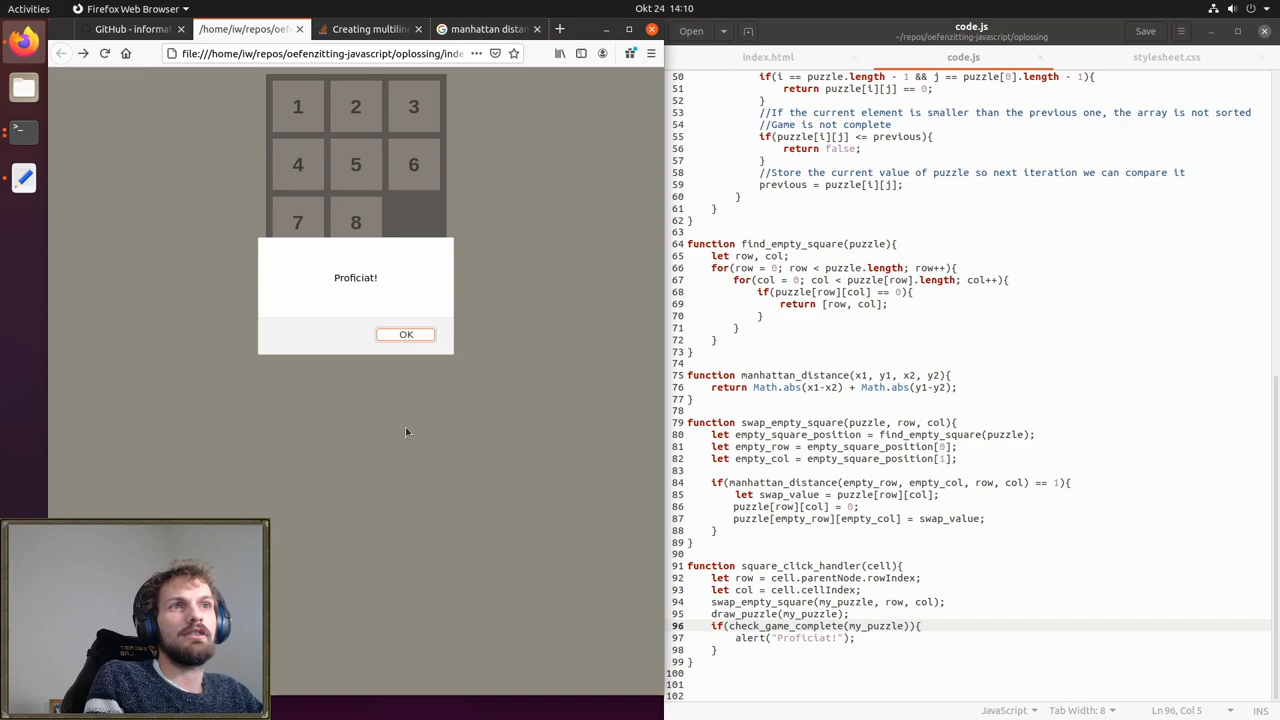 Activities
Firefox Web Browser
Okt 24 14:10
GitHub - informat
/home/iw/repos/oefe
Creating multiline
manhattan distan
file:///home/iw/repos/oefenzitting-javascript/oplossing/inde
1 2 3
4 5 6
7 8
Proficiat!
OK
Open
code.js
~/repos/oefenzitting-javascript/oplossing
Save
index.html
code.js
stylesheet.css
50 if(i == puzzle.length - 1 && j == puzzle[0].length - 1){
51 return puzzle[i][j] == 0;
52 }
53 //If the current element is smaller than the previous one, the array is not sorted
54 //Game is not complete
55 if(puzzle[i][j] <= previous){
56 return false;
57 }
58 //Store the current value of puzzle so next iteration we can compare it
59 previous = puzzle[i][j];
60 }
61 }
62 }
63
64 function find_empty_square(puzzle){
65 let row, col;
66 for(row = 0; row < puzzle.length; row++){
67 for(col = 0; col < puzzle[row].length; col++){
68 if(puzzle[row][col] == 0){
69 return [row, col];
70 }
71 }
72 }
73 }
74
75 function manhattan_distance(x1, y1, x2, y2){
76 return Math.abs(x1-x2) + Math.abs(y1-y2);
77 }
78
79 function swap_empty_square(puzzle, row, col){
80 let empty_square_position = find_empty_square(puzzle);
81 let empty_row = empty_square_position[0];
82 let empty_col = empty_square_position[1];
83
84 if(manhattan_distance(empty_row, empty_col, row, col) == 1){
85 let swap_value = puzzle[row][col];
86 puzzle[row][col] = 0;
87 puzzle[empty_row][empty_col] = swap_value;
88 }
89 }
90
91 function square_click_handler(cell){
92 let row = cell.parentNode.rowIndex;
93 let col = cell.cellIndex;
94 swap_empty_square(my_puzzle, row, col);
95 draw_puzzle(my_puzzle);
96 if(check_game_complete(my_puzzle)){
97 alert("Proficiat!");
98 }
99 }
100
101
102
JavaScript
Tab Width: 8
Ln 96, Col 5
INS